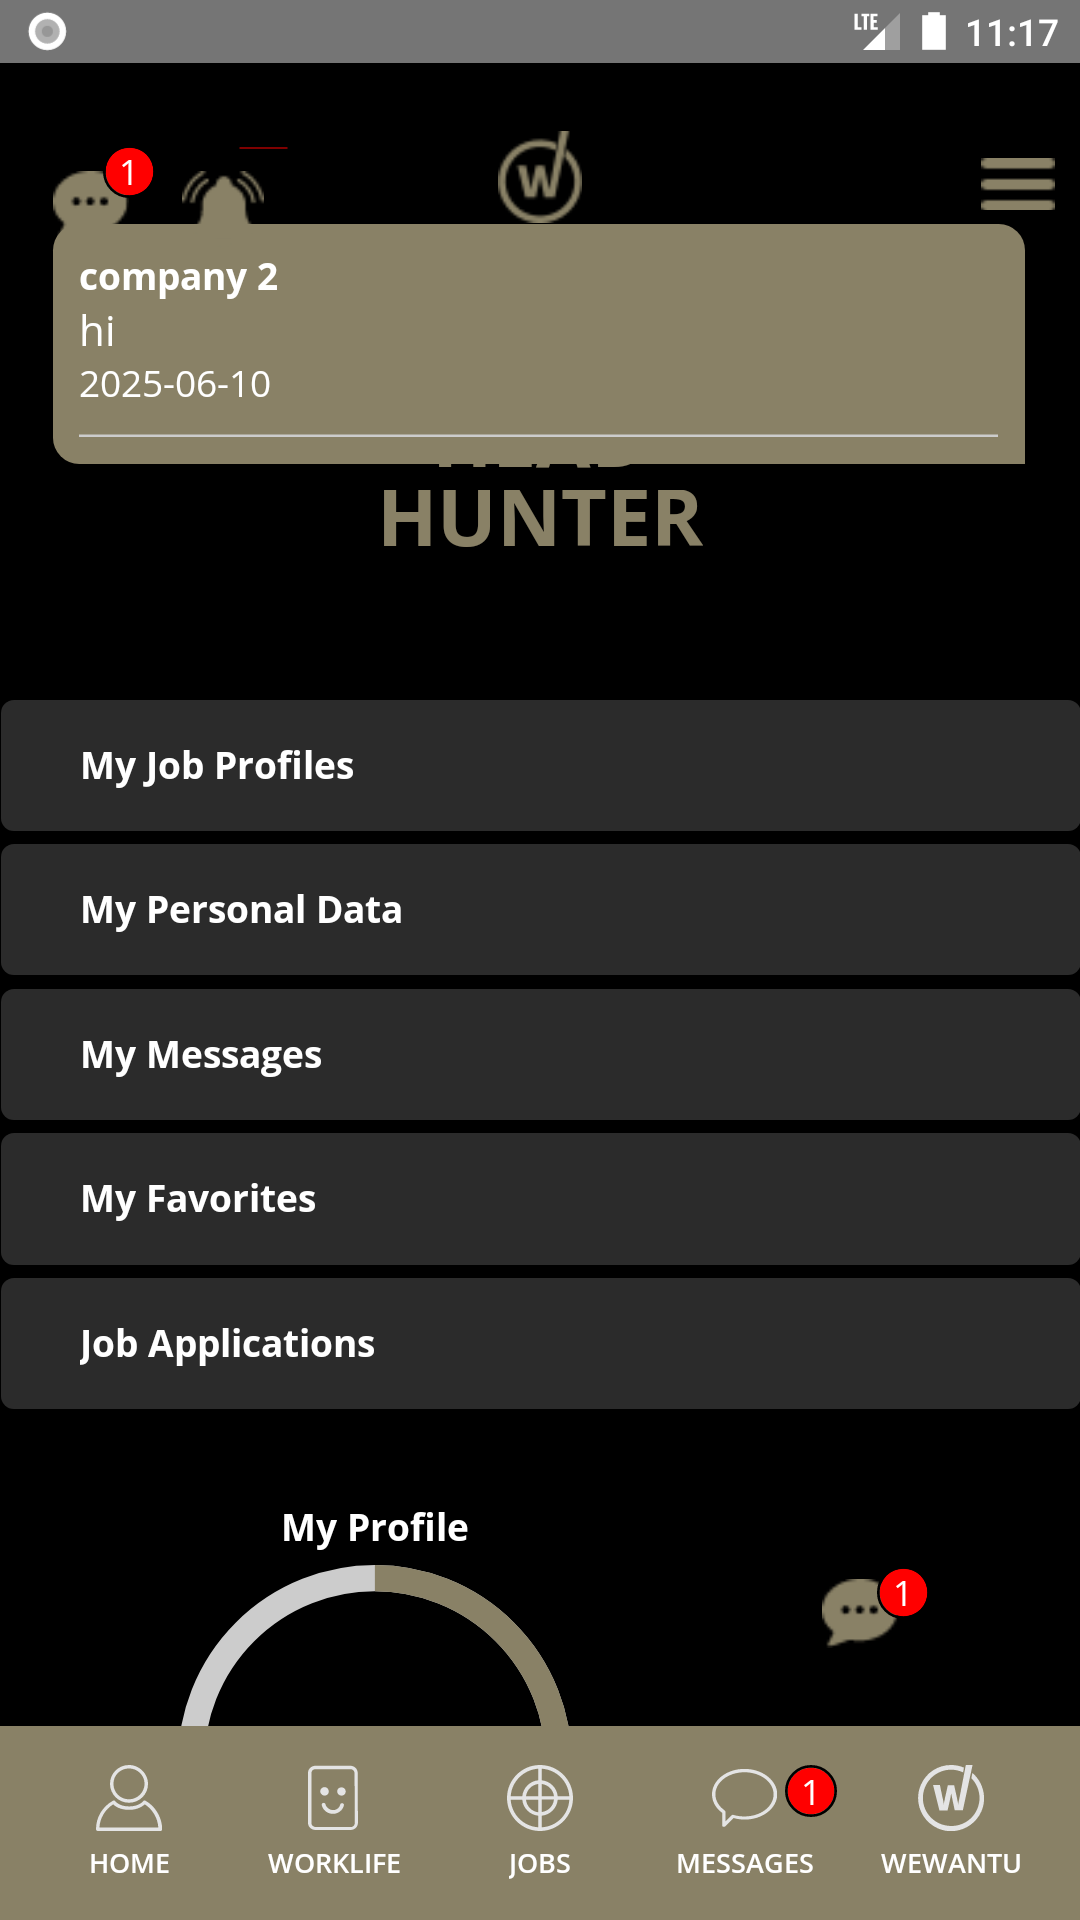 LTE 11:17
1
W
company 2
hi
2025-06-10
HEAD
HUNTER
My Job Profiles
My Personal Data
My Messages
My Favorites
Job Applications
My Profile
1
1
W
HOME WORKLIFE JOBS MESSAGES WEWANTU